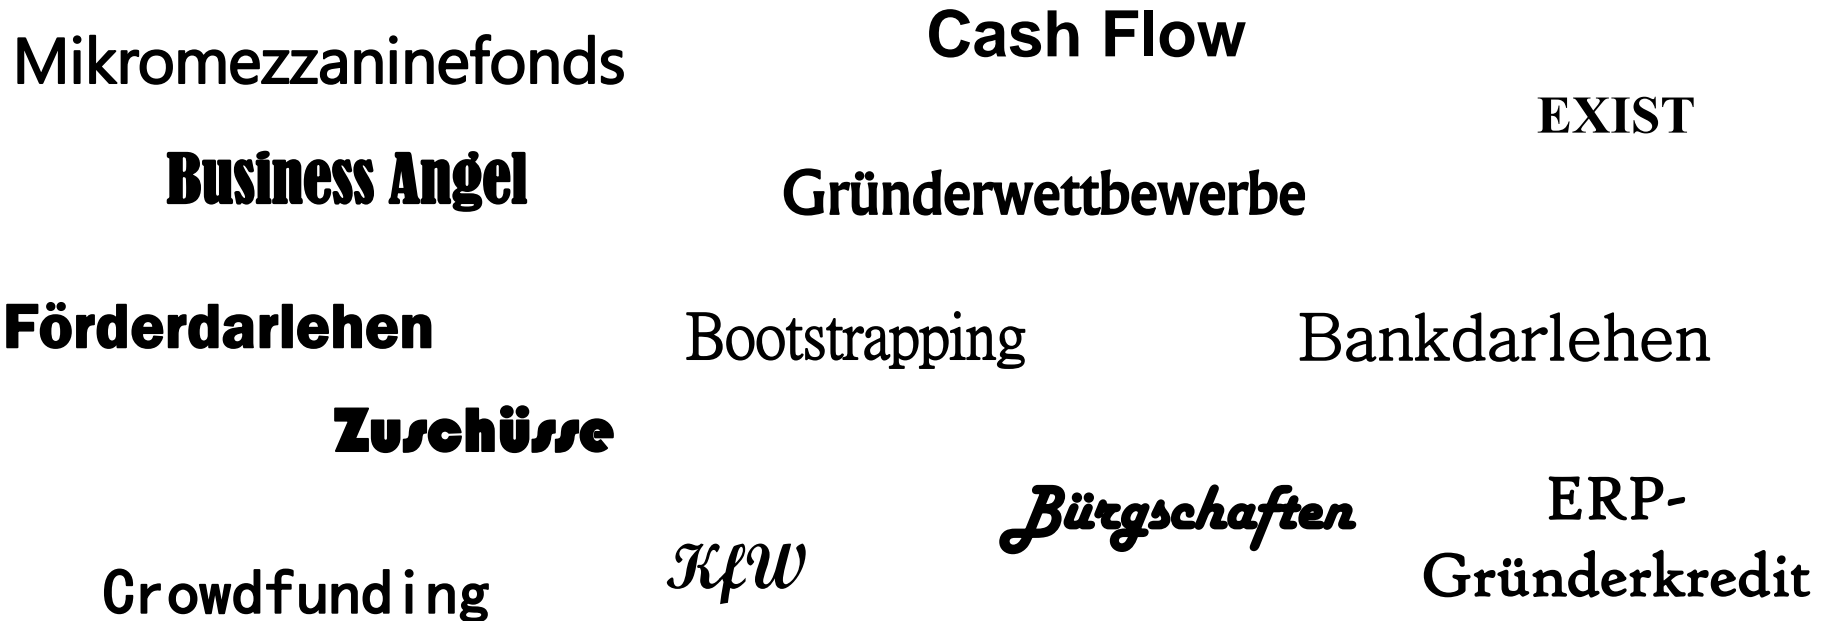 Mikromezzaninefonds
Cash Flow
EXIST
Business Angel
Gründerwettbewerbe
Förderdarlehen
Bootstrapping
Bankdarlehen
Zuschüsse
Bürgschaften
ERP-
Gründerkredit
KfW
Crowdfunding